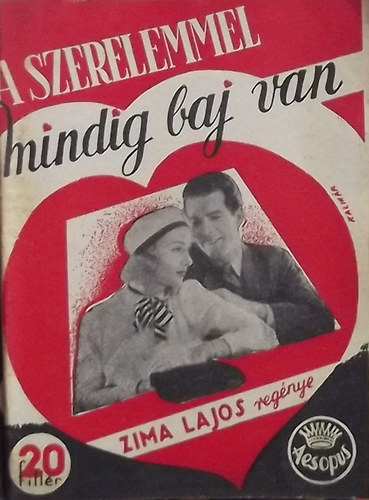 A SZERELEMMEL
mindig baj van
KALMÁR
ZIMA LAJOS regénye
20
fillér
Aesopus